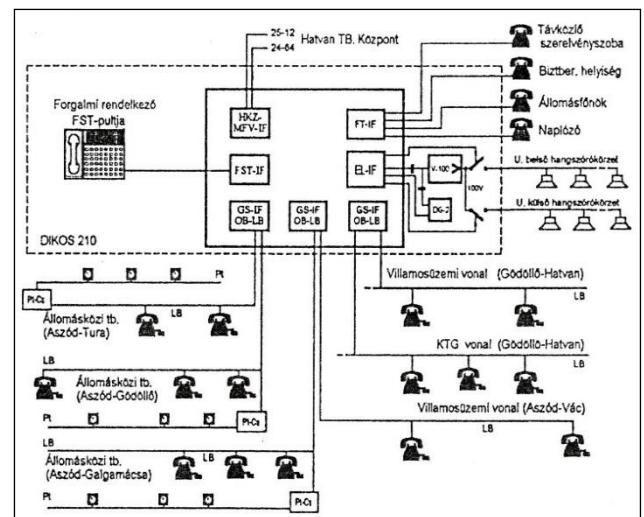 25-12
24-64
Hatvan TB. Központ
Távközlő
szerelvényszoba
Biztber. helyiség
Állomásfőnök
Naplózó
Forgalmi rendelkező
FST-pultja
HKZ-
MFV-IF
FT-IF
FST-IF
EL-IF
V-100
100V
DG-2
U. belső hangszórókörzet
U. külső hangszórókörzet
GS-IF
OB-LB
GS-IF
OB-LB
GS-IF
OB-LB
DIKOS 210
Pt
Pt-Cs
LB
Állomásközi tb.
(Aszód-Tura)
Villamosüzemi vonal (Gödöllő-Hatvan)
LB
LB
Állomásközi tb.
(Aszód-Gödöllő)
KTG vonal (Gödöllő-Hatvan)
LB
Pt
Pt-Cs
Villamosüzemi vonal (Aszód-Vác)
LB
LB
Állomásközi tb.
(Aszód-Galgamácsa)
LB
Pt
Pt-Cs